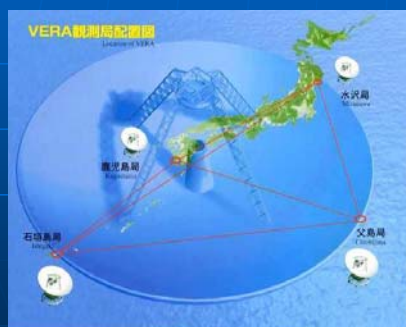 VERA観測局配置図
Location of VERA
水沢局
Mizusawa
鹿児島局
Kagoshima
石垣島局
Ishigaki
父島局
Chichijima